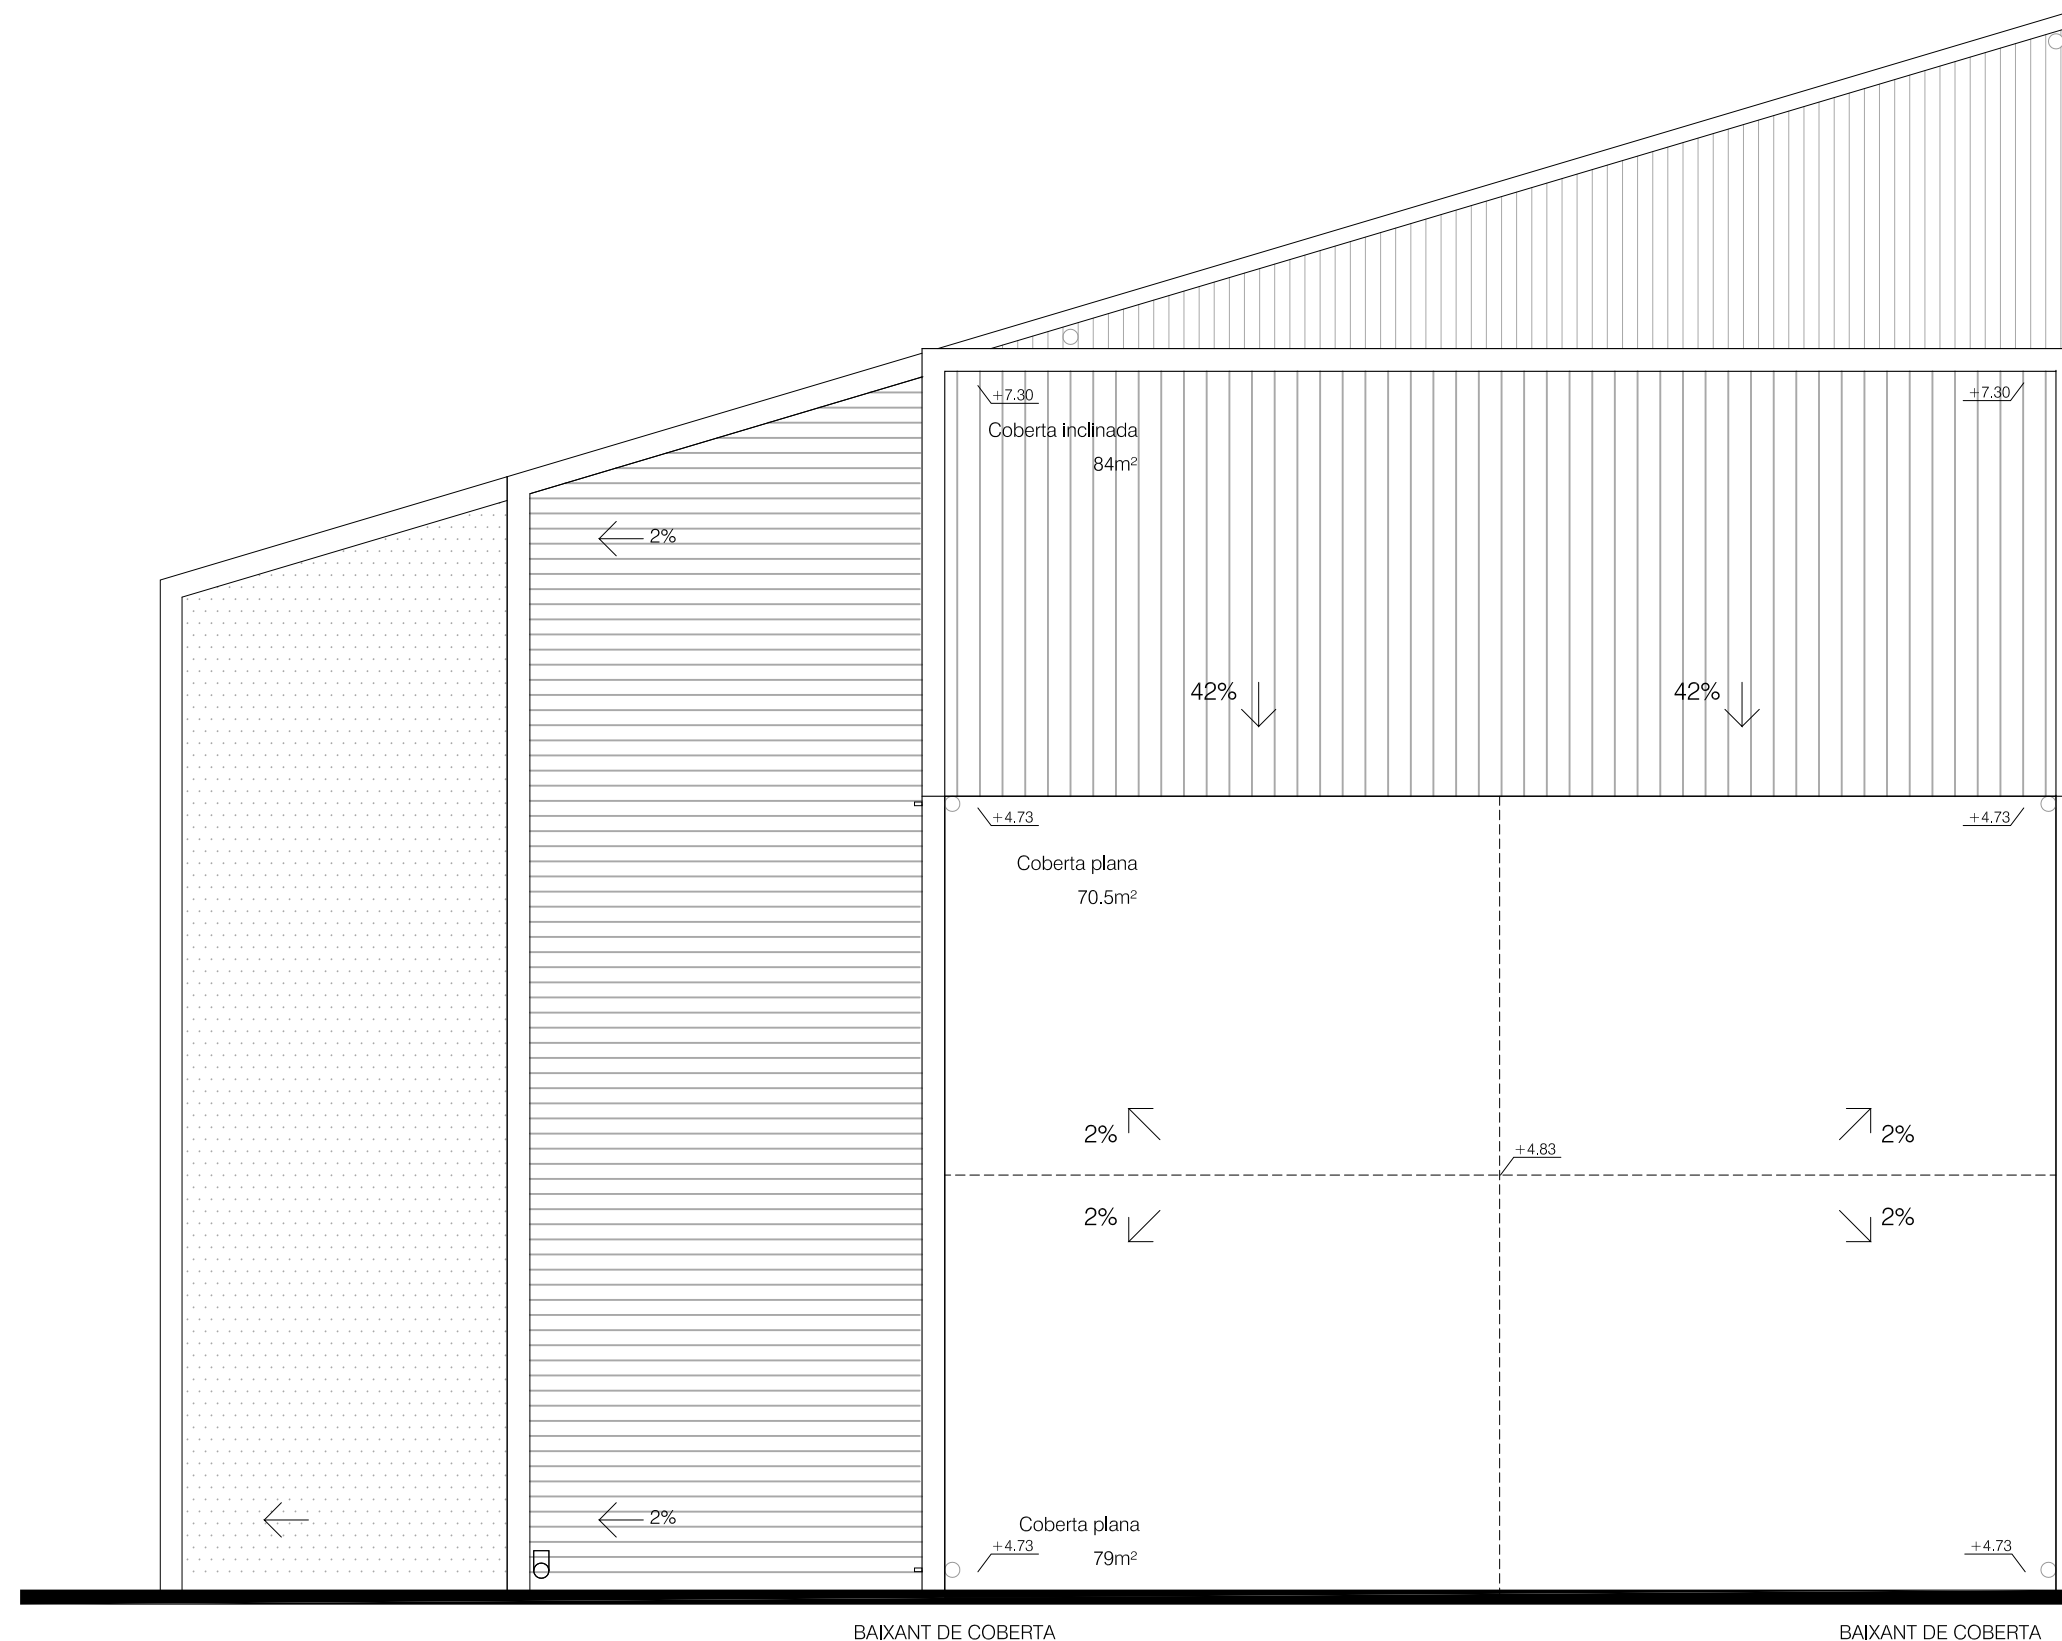 +7.30
+7.30
Coberta inclinada
84m²
2%
42%
42%
+4.73
+4.73
Coberta plana
70.5m²
2%
2%
+4.83
2%
2%
2%
Coberta plana
+4.73
+4.73
79m²
BAIXANT DE COBERTA
BAIXANT DE COBERTA